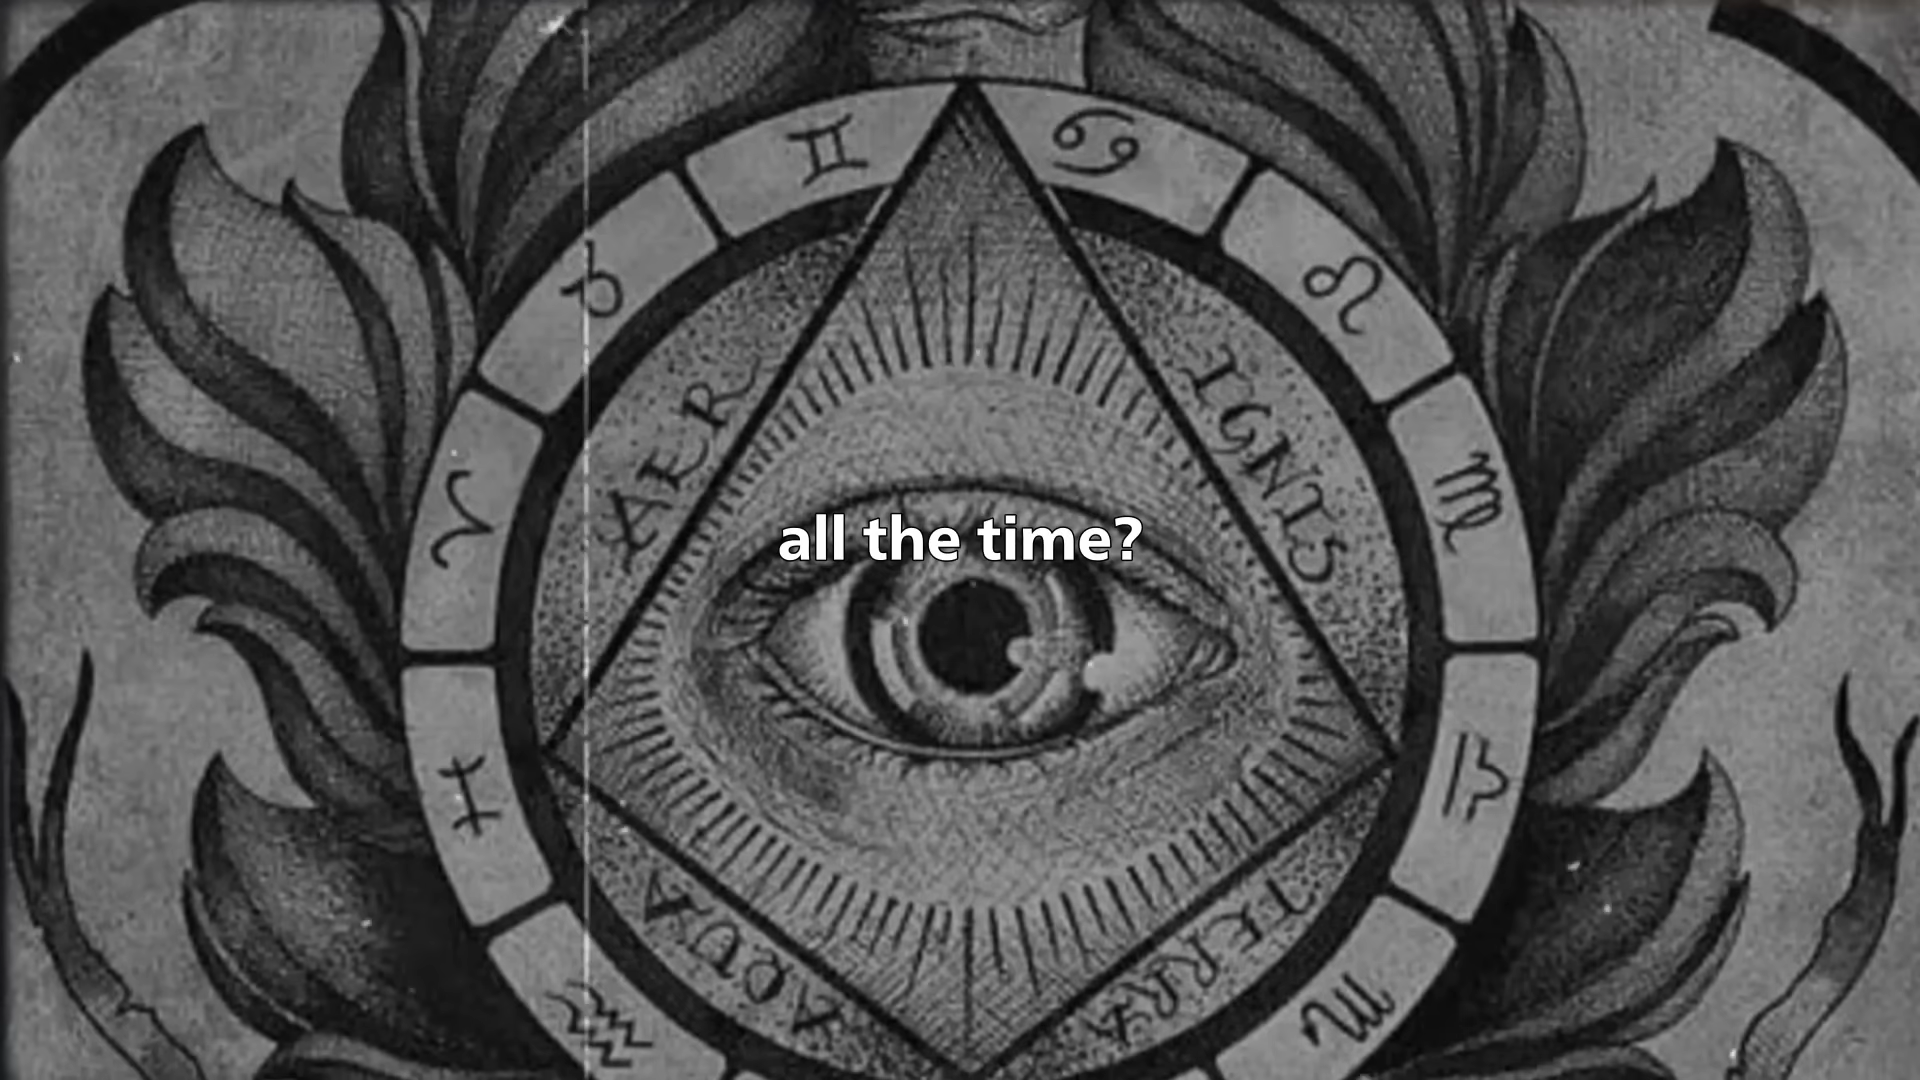 ♊ ♋
♉ ♌
AER IGNIS
♈ ♍
all the time?
♓ ♎
AQUA TERRA
♒ ♏